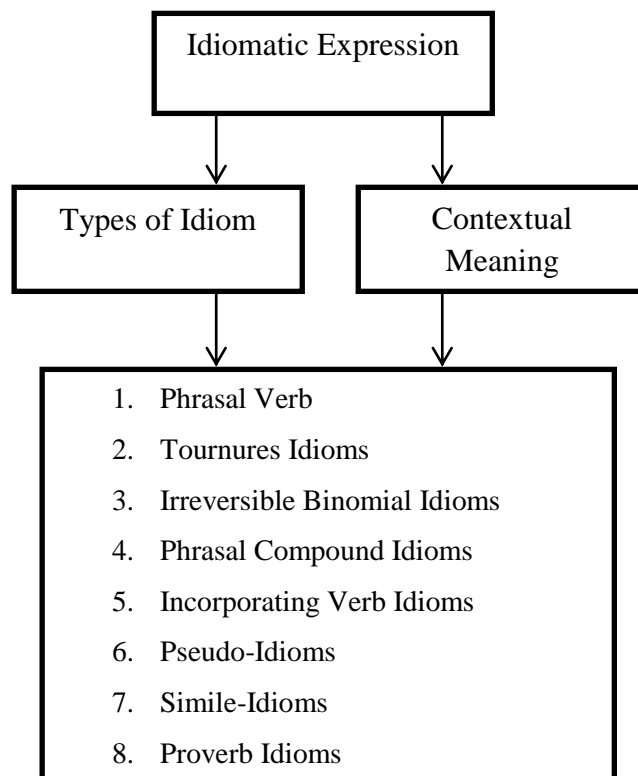 Idiomatic Expression
Types of Idiom
Contextual
Meaning
1. Phrasal Verb
2. Tournures Idioms
3. Irreversible Binomial Idioms
4. Phrasal Compound Idioms
5. Incorporating Verb Idioms
6. Pseudo-Idioms
7. Simile-Idioms
8. Proverb Idioms